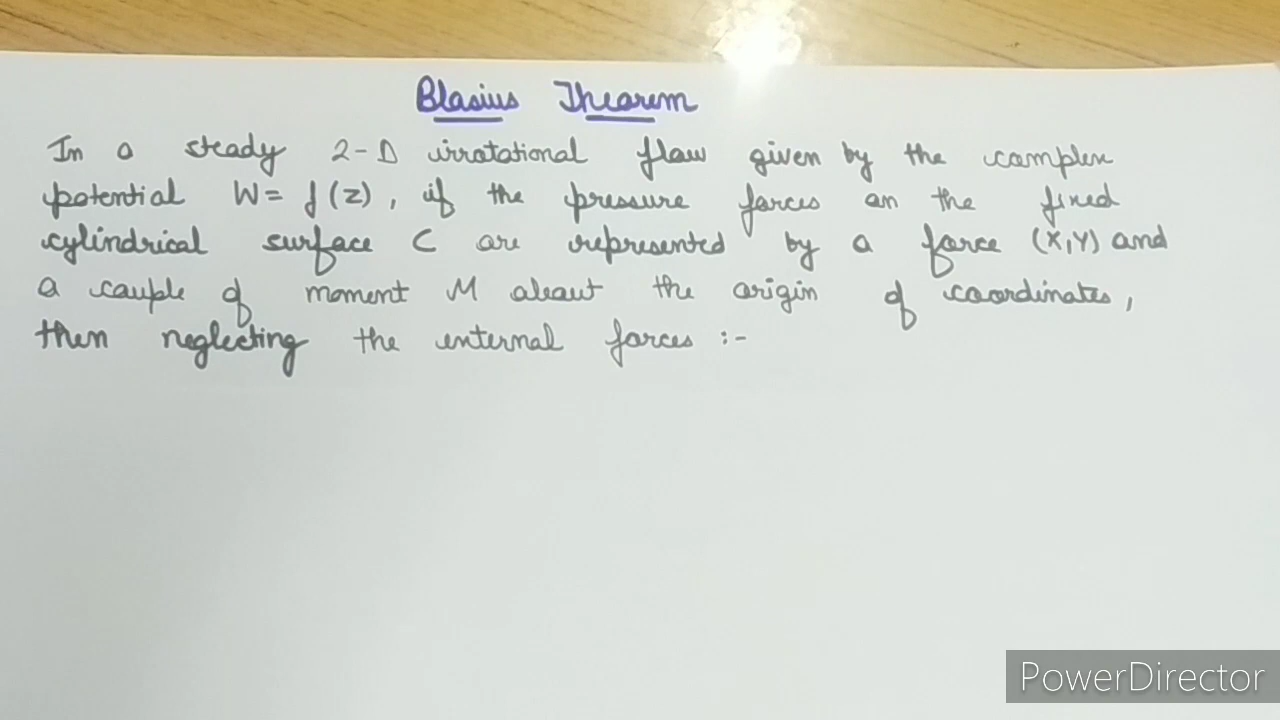 Blasius Theorem
In a steady 2-D irrotational flow given by the complex
potential W = f(z), if the pressure forces on the fixed
cylindrical surface C are represented by a force (X,Y) and
a couple of moment M about the origin of coordinates,
then neglecting the external forces :-
PowerDirector